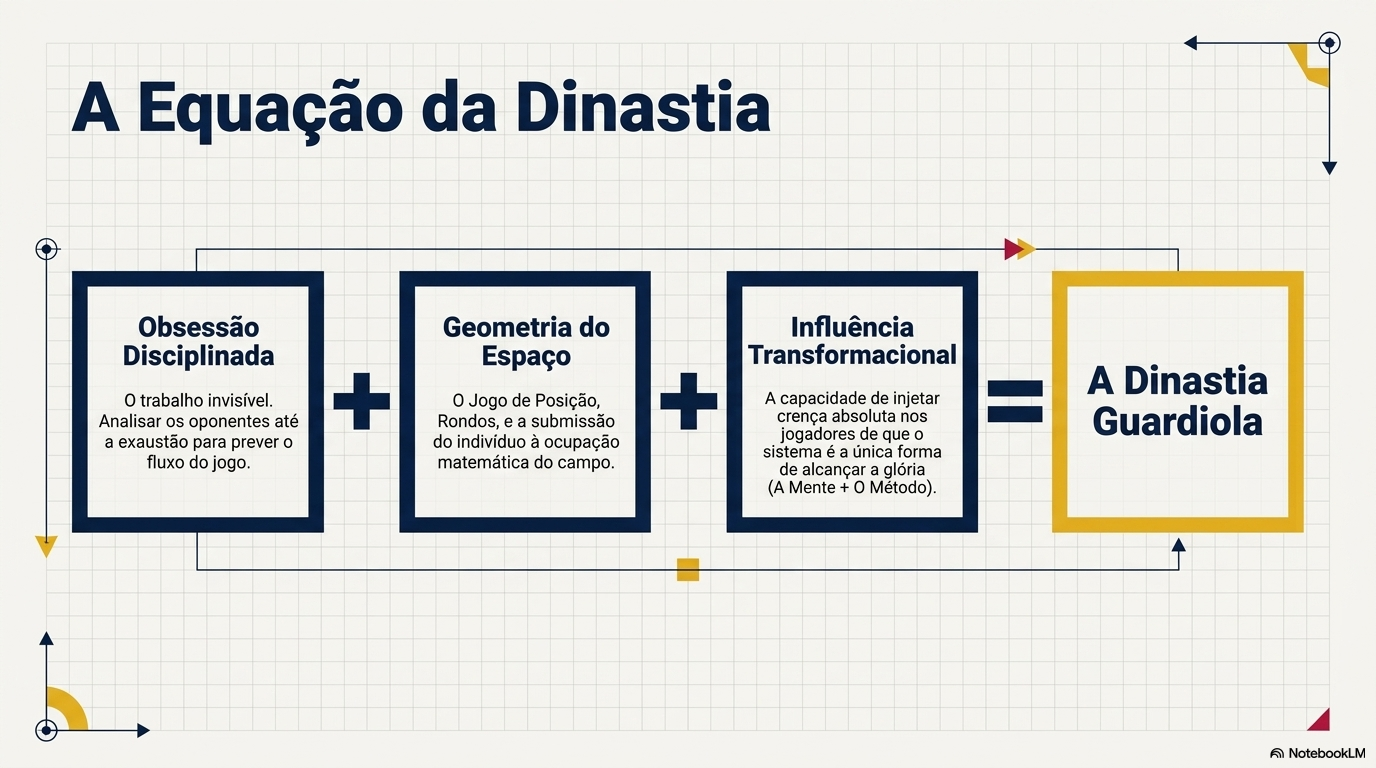 A Equação da Dinastia
Obsessão
Disciplinada
O trabalho invisível.
Analisar os oponentes até
a exaustão para prever o
fluxo do jogo.
+
Geometria do
Espaço
O Jogo de Posição,
Rondos, e a submissão
do indivíduo à ocupação
matemática do campo.
+
Influência
Transformacional
A capacidade de injetar
crença absoluta nos
jogadores de que o
sistema é a única forma
de alcançar a glória
(A Mente + O Método).
=
A Dinastia
Guardiola
NotebookLM